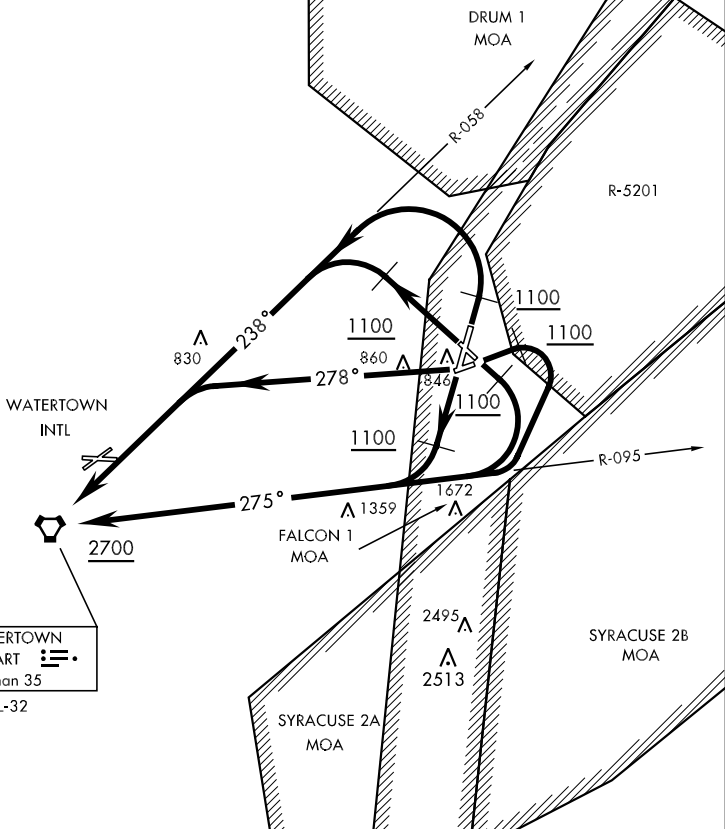 DRUM 1
MOA
R-058
R-5201
1100
1100
1100
238°
830
860
846
278°
1100
WATERTOWN
INTL
1100
R-095
275°
1672
1359
FALCON 1
MOA
2700
2495
2513
ERTOWN
ART
an 35
-32
SYRACUSE 2B
MOA
SYRACUSE 2A
MOA